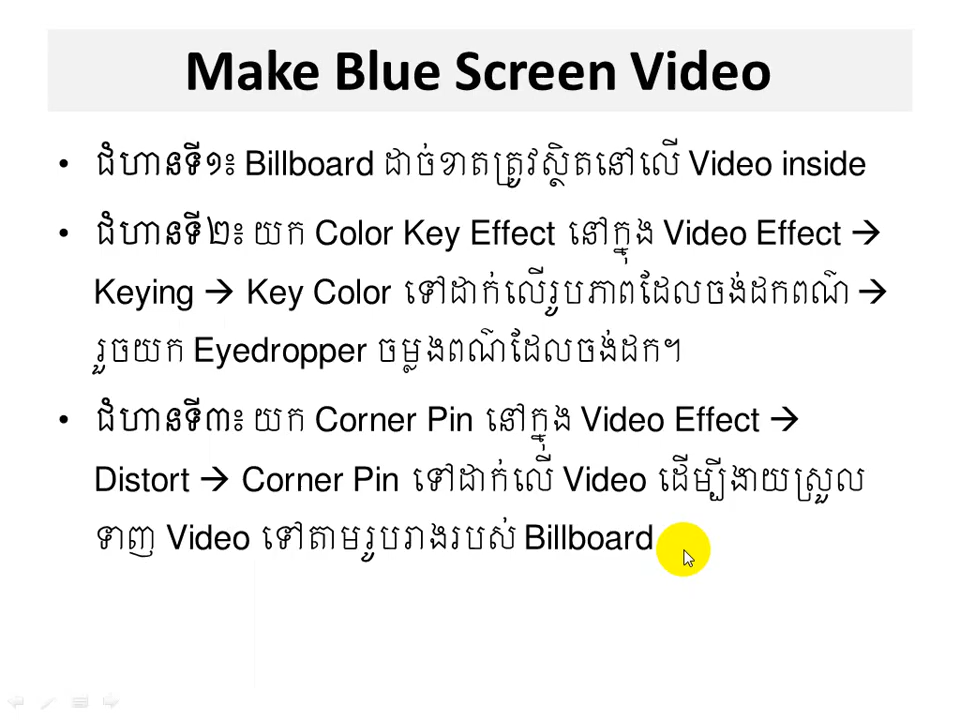 Make Blue Screen Video
• ជំហានទី១៖ Billboard ដាច់ខាតត្រូវស្ថិតនៅលើ Video inside
• ជំហានទី២៖ យក Color Key Effect នៅក្នុង Video Effect →
Keying → Key Color ទៅដាក់លើរូបភាពដែលចង់ដកពណ៌ →
រួចយក Eyedropper ចម្លងពណ៌ដែលចង់ដក។
• ជំហានទី៣៖ យក Corner Pin នៅក្នុង Video Effect →
Distort → Corner Pin ទៅដាក់លើ Video ដើម្បីងាយស្រួល
ទាញ Video ទៅតាមរូបរាងរបស់ Billboard